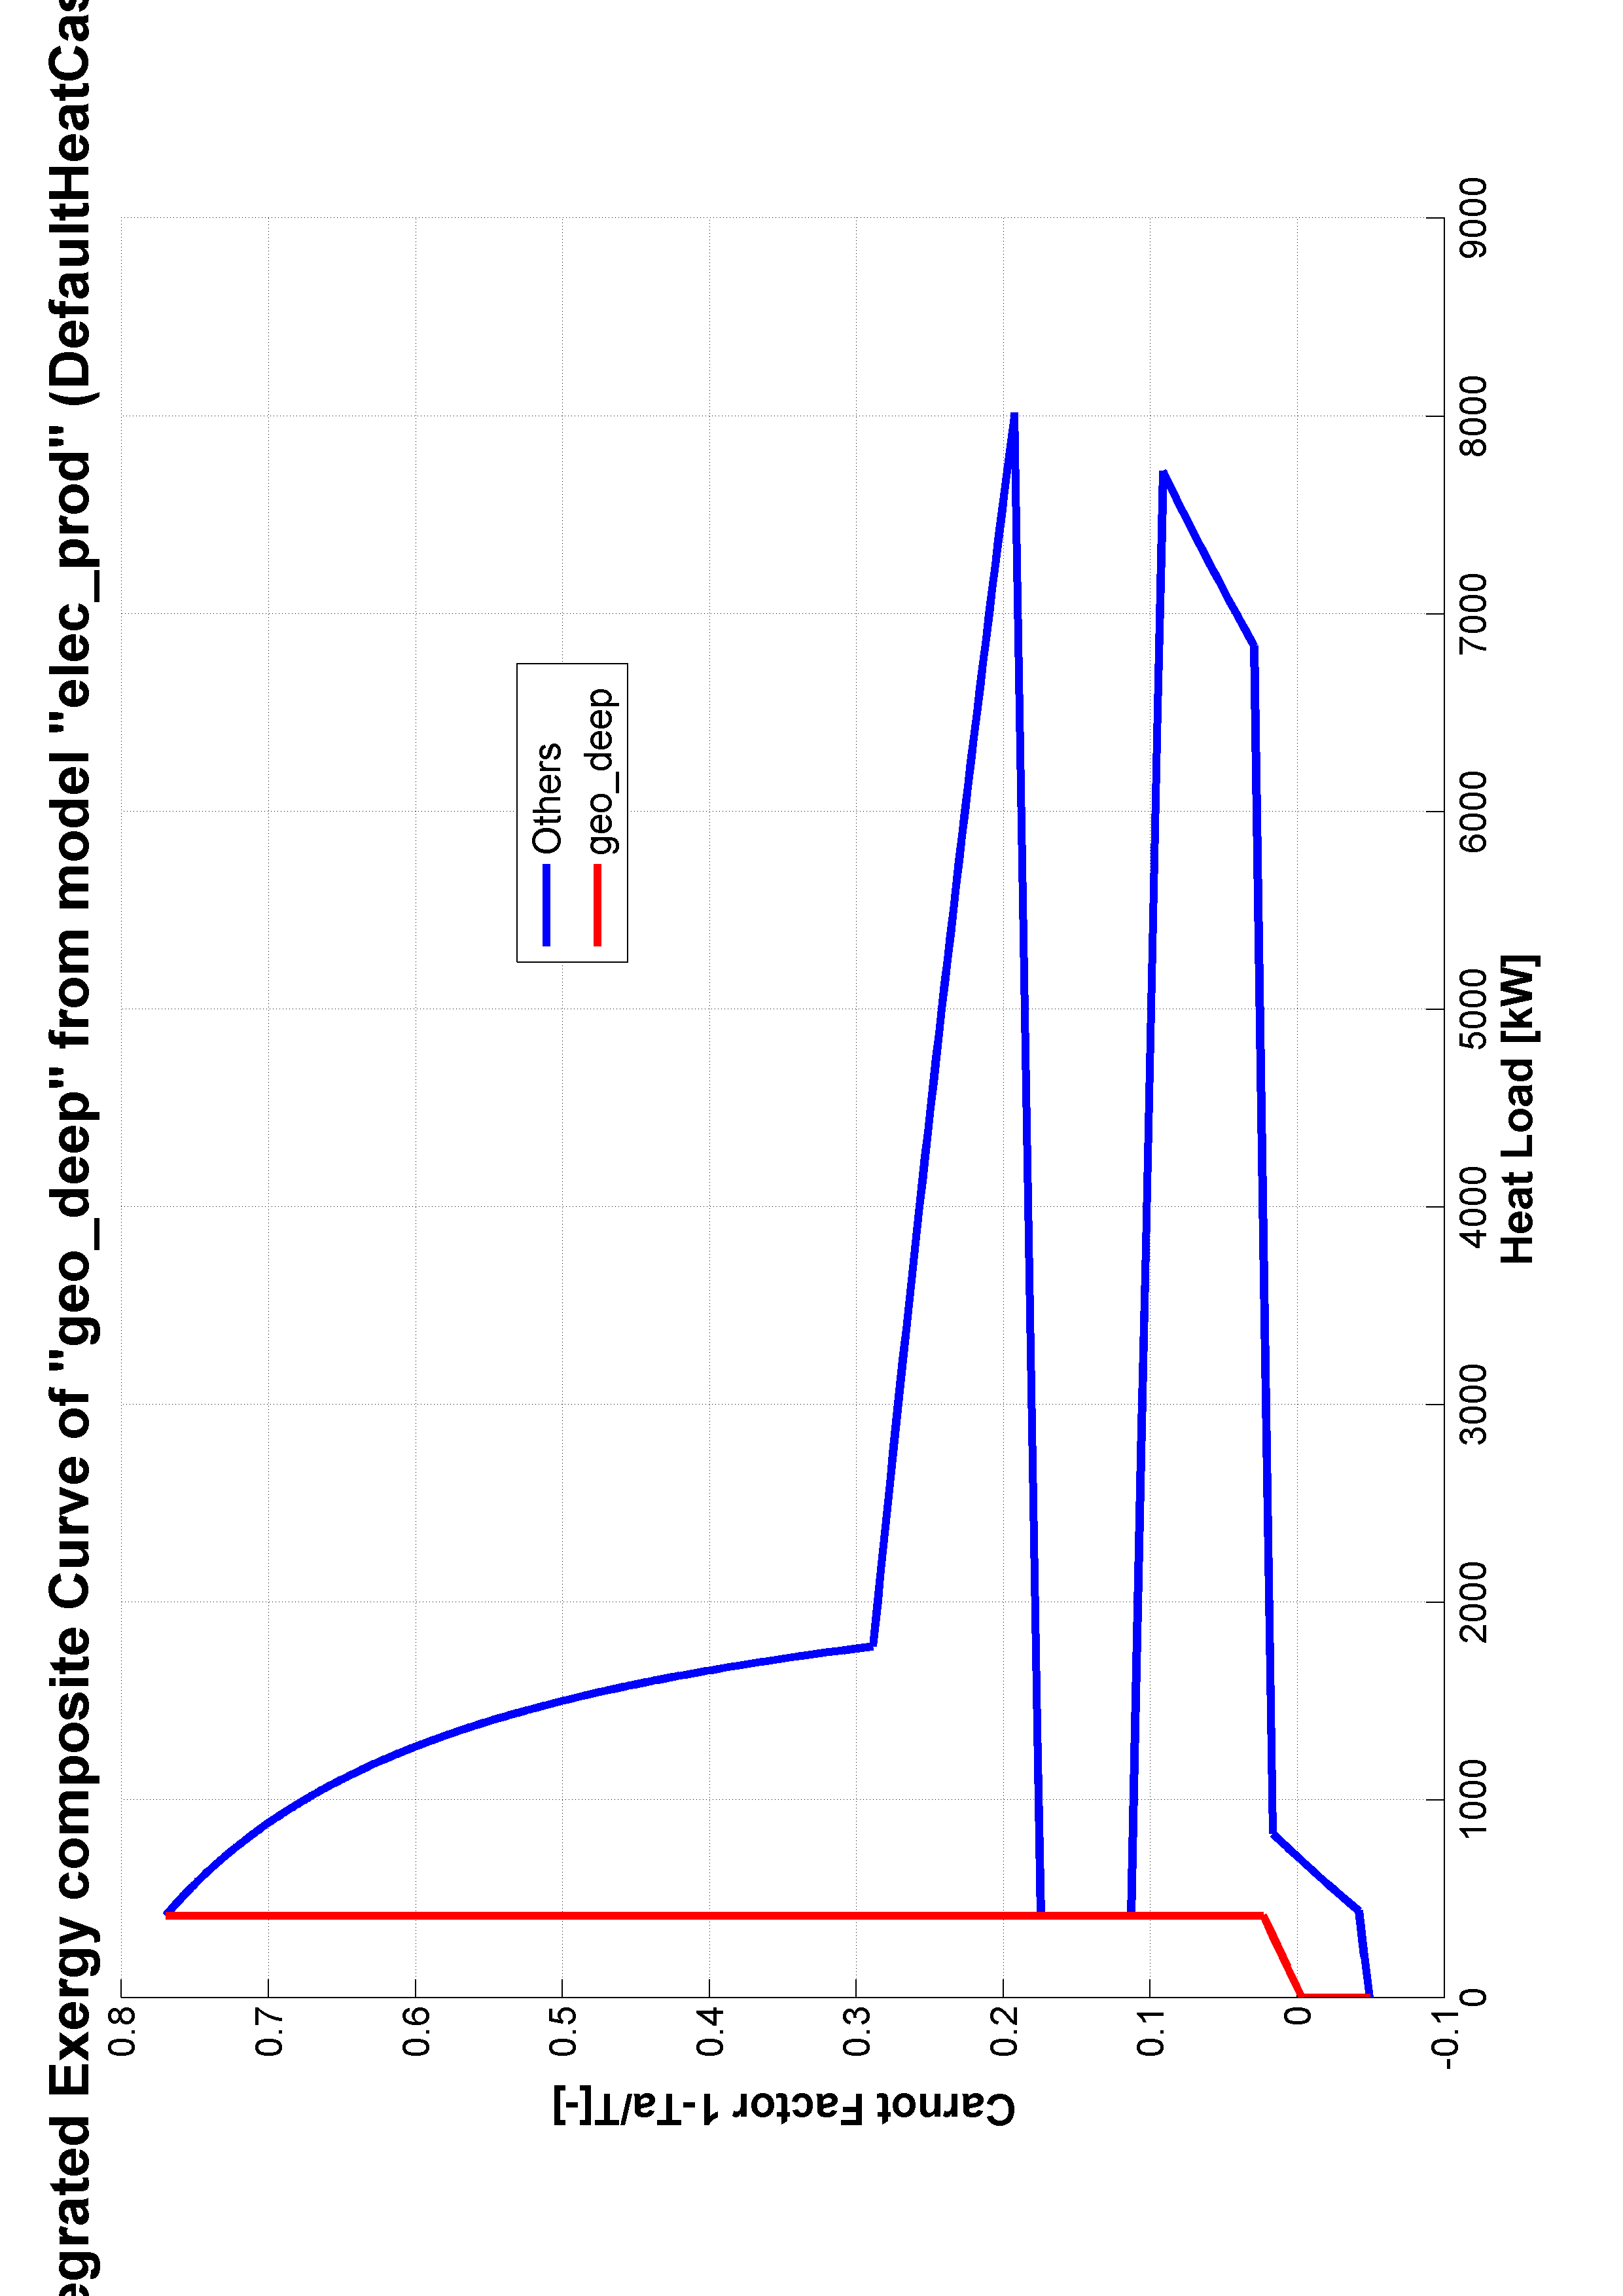 egrated Exergy composite Curve of "geo_deep" from model "elec_prod" (DefaultHeatCas
Carnot Factor 1-Ta/T[-]
0.8
0.7
0.6
0.5
0.4
0.3
0.2
0.1
0
-0.1
Others
geo_deep
0 1000 2000 3000 4000 5000 6000 7000 8000 9000
Heat Load [kW]